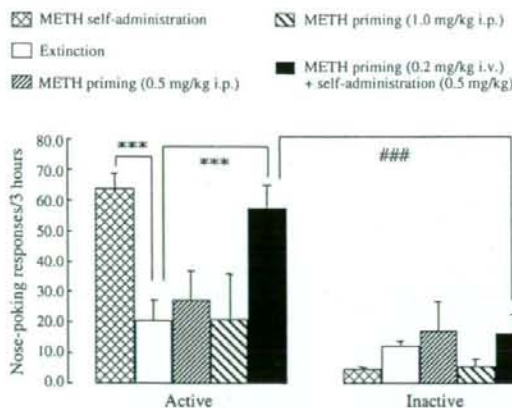 METH self-administration
Extinction
METH priming (0.5 mg/kg i.p.)
METH priming (1.0 mg/kg i.p.)
METH priming (0.2 mg/kg i.v.)
+ self-administration (0.5 mg/kg)
Nose-poking responses/3 hours
80.0
70.0
60.0
50.0
40.0
30.0
20.0
10.0
0.0
***
***
###
Active
Inactive